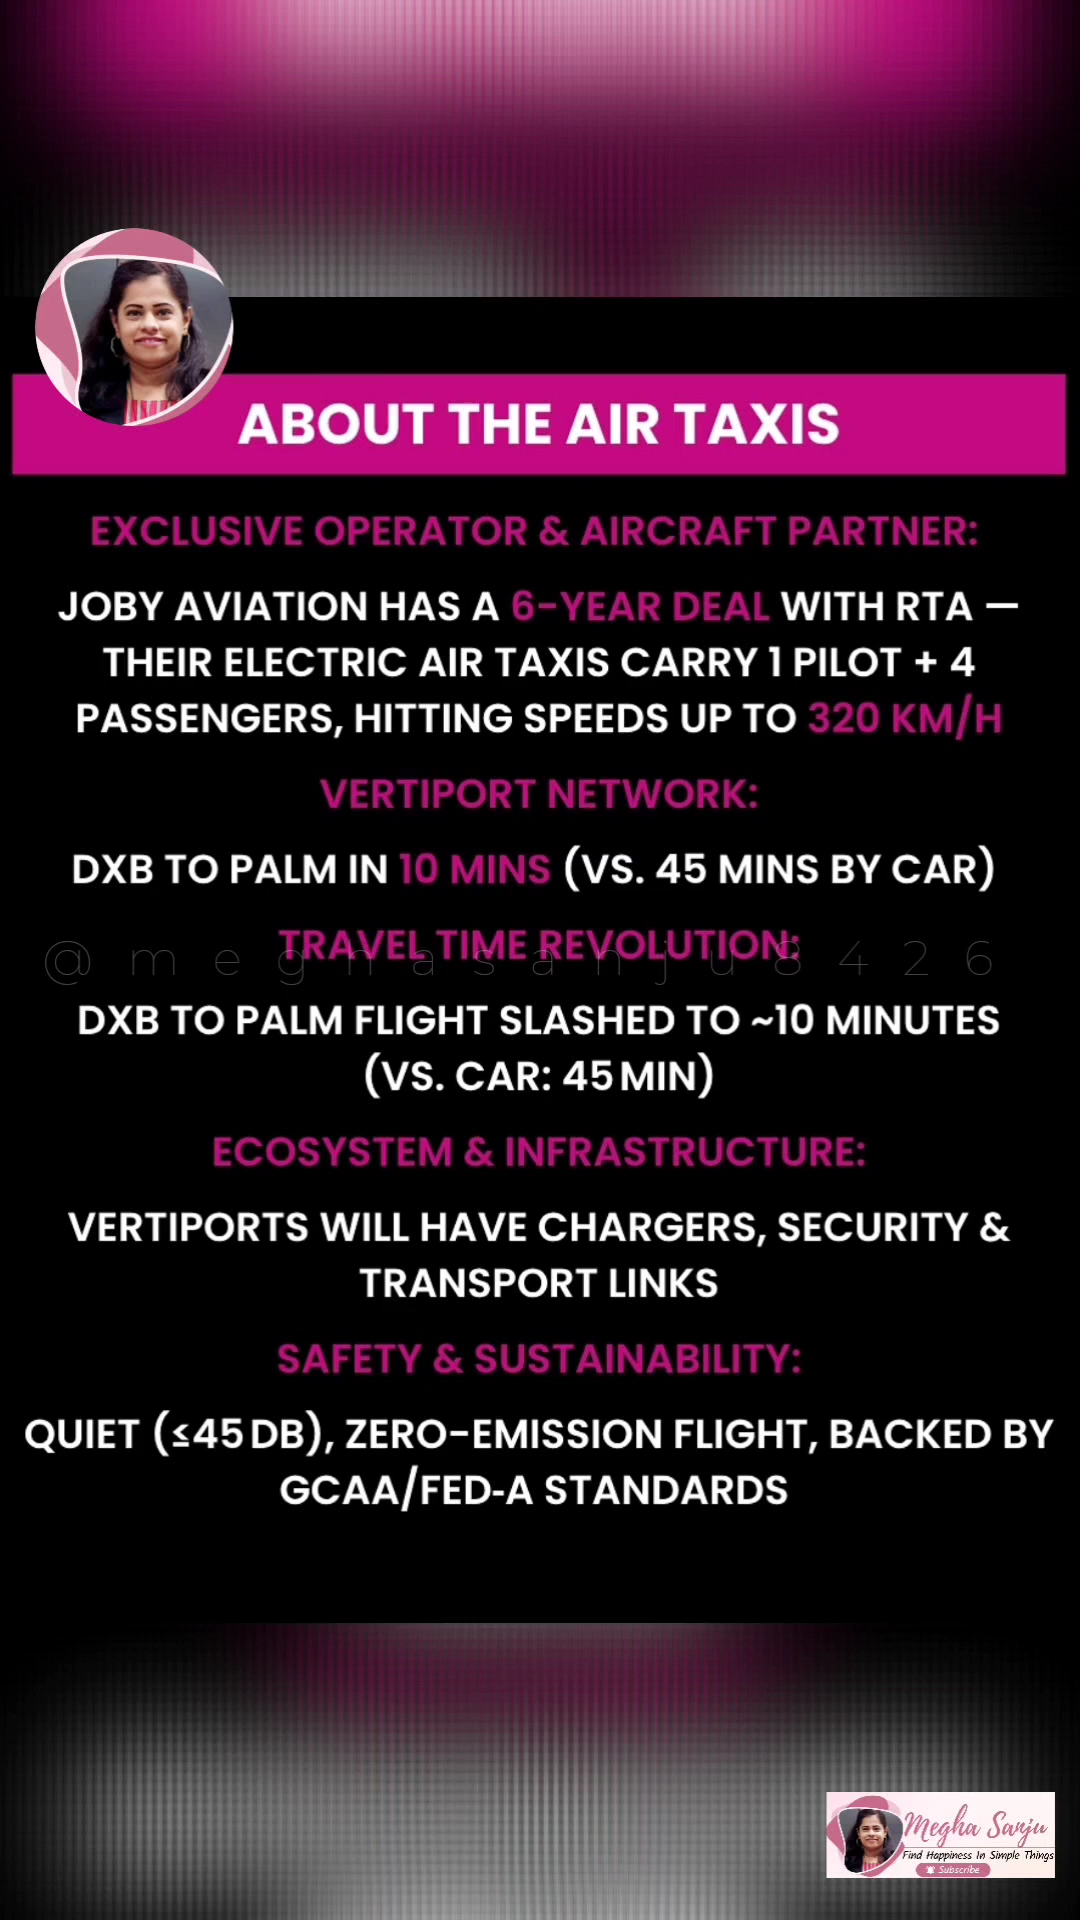 ABOUT THE AIR TAXIS
EXCLUSIVE OPERATOR & AIRCRAFT PARTNER:
JOBY AVIATION HAS A 6-YEAR DEAL WITH RTA —
THEIR ELECTRIC AIR TAXIS CARRY 1 PILOT + 4
PASSENGERS, HITTING SPEEDS UP TO 320 KM/H
VERTIPORT NETWORK:
DXB TO PALM IN 10 MINS (VS. 45 MINS BY CAR)
TRAVEL TIME REVOLUTION:
@meghasanju8426
DXB TO PALM FLIGHT SLASHED TO ~10 MINUTES
(VS. CAR: 45 MIN)
ECOSYSTEM & INFRASTRUCTURE:
VERTIPORTS WILL HAVE CHARGERS, SECURITY &
TRANSPORT LINKS
SAFETY & SUSTAINABILITY:
QUIET (≤45 DB), ZERO-EMISSION FLIGHT, BACKED BY
GCAA/FED-A STANDARDS
Megha Sanju
Find Happiness In Simple Things
Subscribe